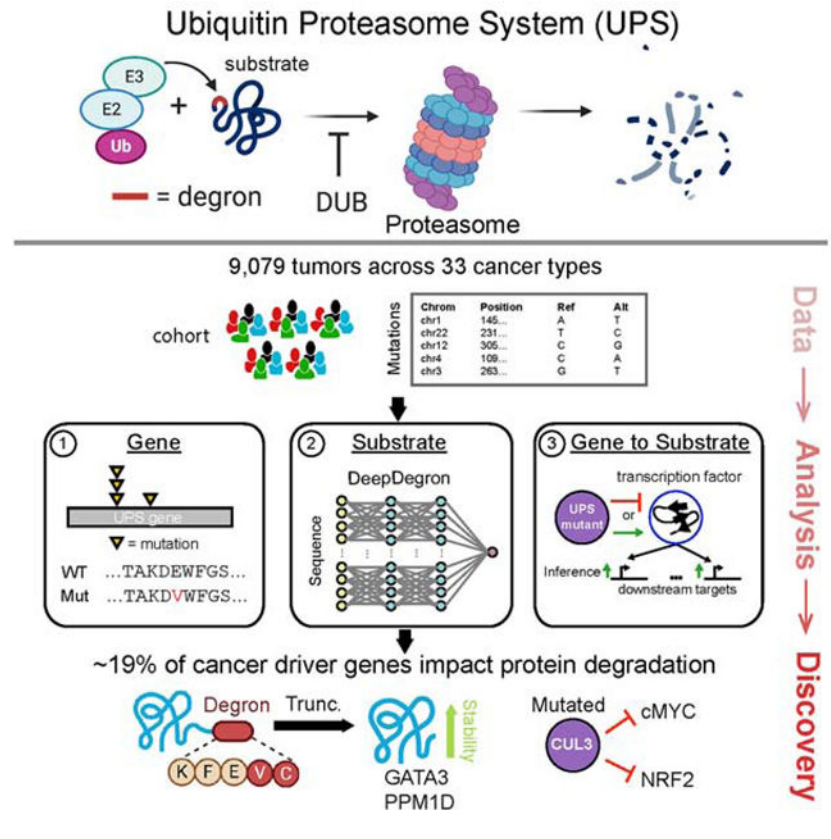 Ubiquitin Proteasome System (UPS)
E3
substrate
E2
+
Ub
= degron
DUB
Proteasome
9,079 tumors across 33 cancer types
cohort
Mutations
Chrom Position Ref Alt
chr1 145... A T
chr22 231... T C
chr12 305... C G
chr4 109... C A
chr3 263... G T
Data
Analysis
Discovery
1 Gene
UPS gene
= mutation
WT ...TAKDEWFGS...
Mut ...TAKDVWFGS...
2 Substrate
DeepDegron
Sequence
3 Gene to Substrate
transcription factor
UPS
mutant
or
Inference
...
downstream targets
~19% of cancer driver genes impact protein degradation
Degron
Trunc.
K F E V C
Stability
GATA3
PPM1D
Mutated
CUL3
cMYC
NRF2